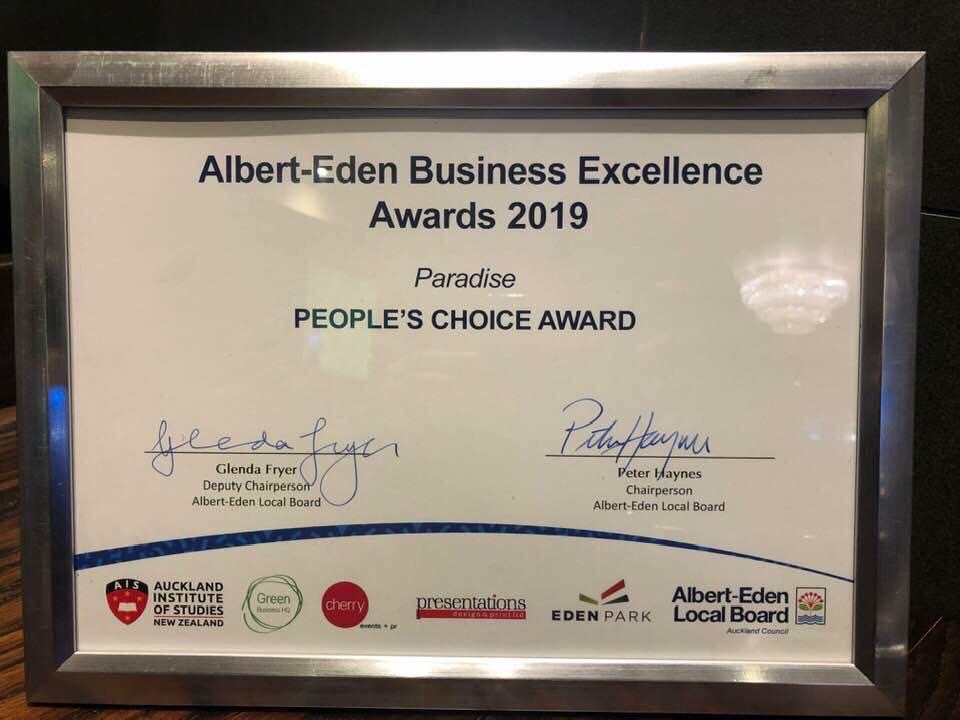 Albert-Eden Business Excellence
Awards 2019
Paradise
PEOPLE'S CHOICE AWARD
Glenda Fryer
Peter Haynes
Glenda Fryer
Deputy Chairperson
Albert-Eden Local Board
Peter Haynes
Chairperson
Albert-Eden Local Board
AIS
AUCKLAND
INSTITUTE
OF STUDIES
NEW ZEALAND
Green
Business HQ
cherry
events + pr
presentations
design & print ltd
EDEN PARK
Albert-Eden
Local Board
Auckland Council